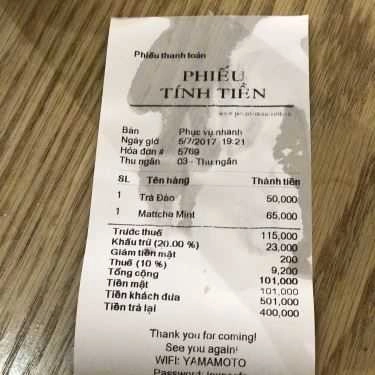 Phiếu thanh toán
PHIẾU
TÍNH TIỀN
Bàn Phục vụ nhanh
Ngày giờ 5/7/2017 19:21
Hóa đơn # 5769
Thu ngân 03 - Thu ngân
SL Tên hàng Thành tiền
1 Trà Đào 50,000
1 Mattcha Mint 65,000
Trước thuế 115,000
Khấu trừ (20.00 %) 23,000
Giảm tiền mặt 200
Thuế (10 %) 9,200
Tổng cộng 101,000
Tiền mặt 101,000
Tiền khách đưa 501,000
Tiền trả lại 400,000
Thank you for coming!
See you again!
WIFI: YAMAMOTO
Password: